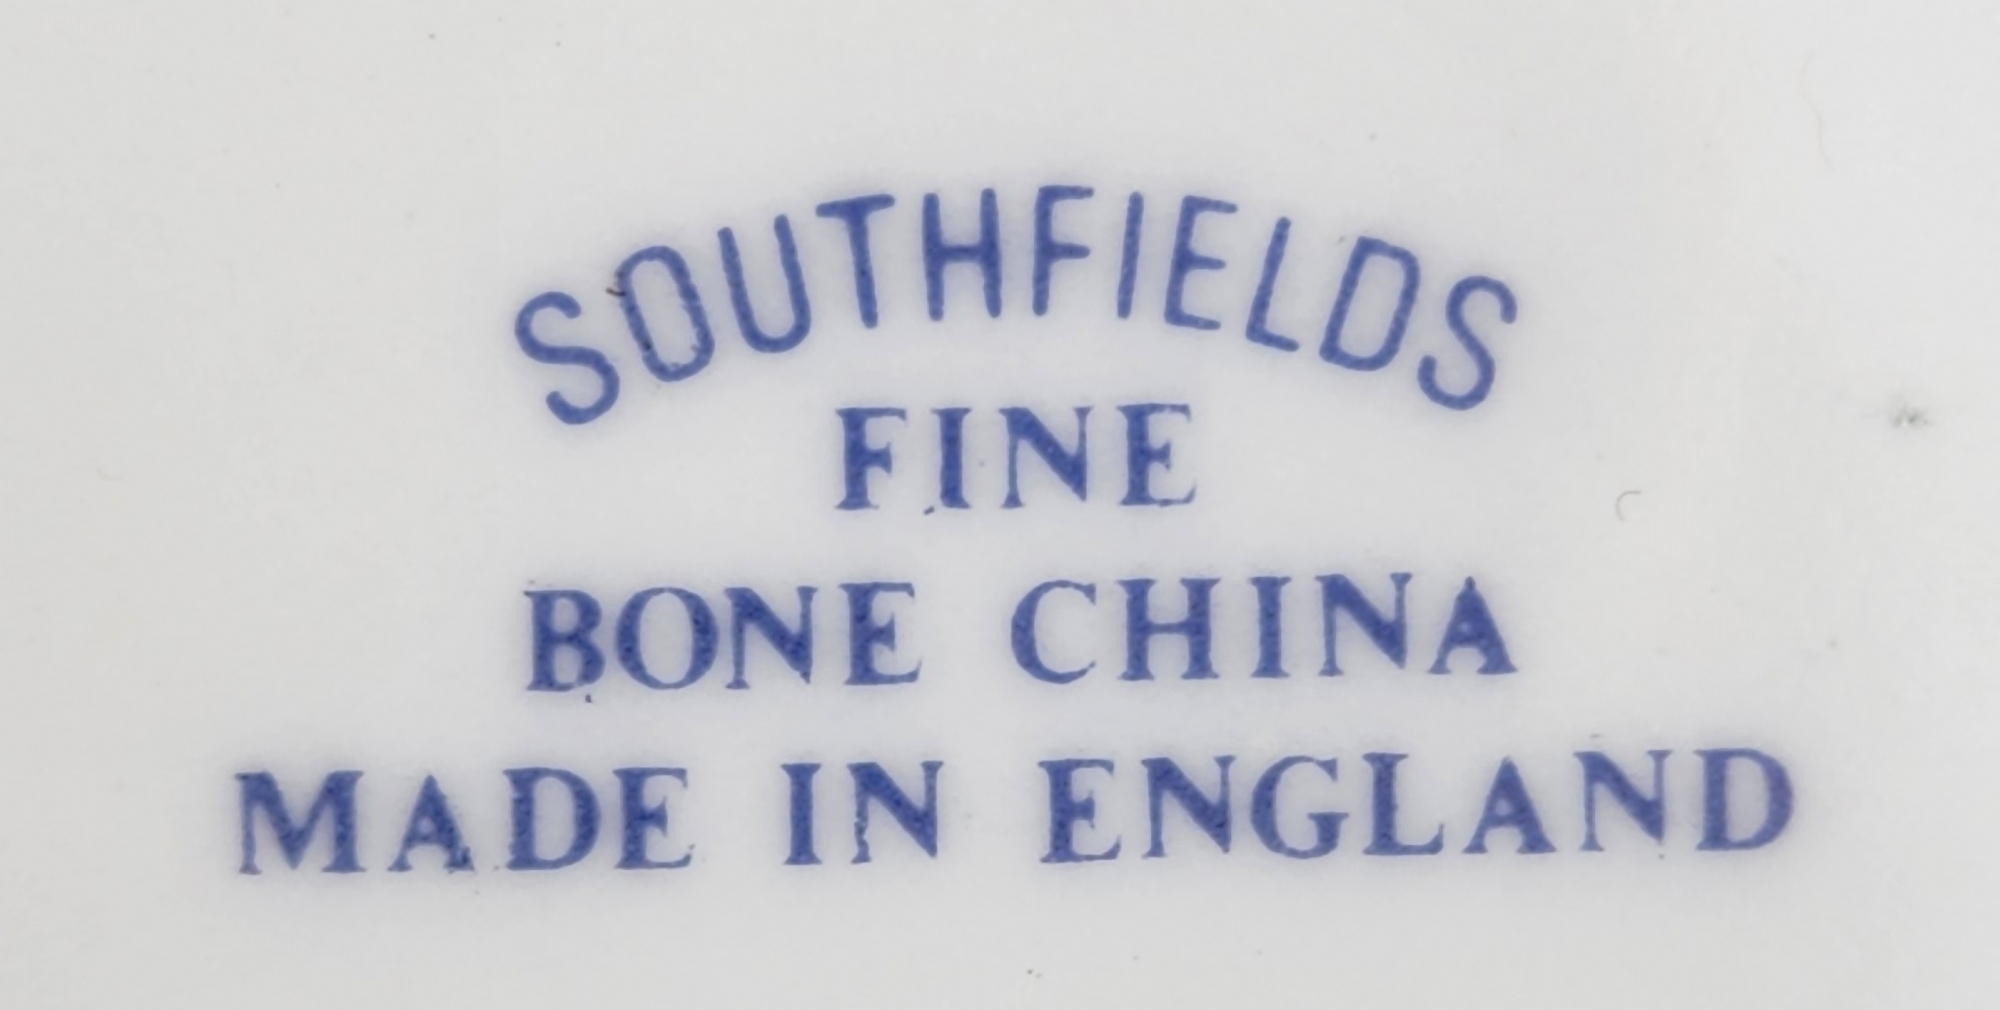 SOUTHFIELDS
FINE
BONE CHINA
MADE IN ENGLAND